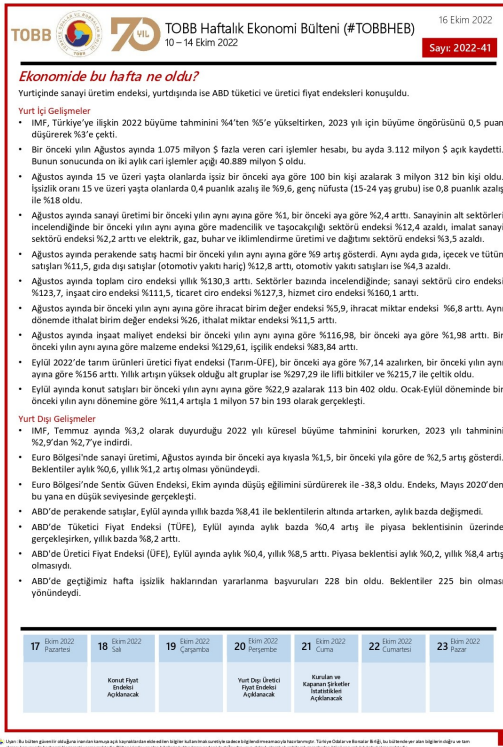 TOBB
70 YIL
TOBB Haftalık Ekonomi Bülteni (#TOBBHEB)
10 – 14 Ekim 2022
16 Ekim 2022
Sayı: 2022-41
Ekonomide bu hafta ne oldu?
Yurtiçinde sanayi üretim endeksi, yurtdışında ise ABD tüketici ve üretici fiyat endeksleri konuşuldu.
Yurt İçi Gelişmeler
• IMF, Türkiye'ye ilişkin 2022 büyüme tahminini %4'ten %5'e yükseltirken, 2023 yılı için büyüme öngörüsünü 0,5 puan
düşürerek %3'e çekti.
• Bir önceki yılın Ağustos ayında 1.075 milyon $ fazla veren cari işlemler hesabı, bu ayda 3.112 milyon $ açık kaydetti.
Bunun sonucunda on iki aylık cari işlemler açığı 40.889 milyon $ oldu.
• Ağustos ayında 15 ve üzeri yaşta olanlarda işsiz bir önceki aya göre 100 bin kişi azalarak 3 milyon 312 bin kişi oldu.
İşsizlik oranı 15 ve üzeri yaşta olanlarda 0,4 puanlık azalış ile %9,6, genç nüfusta (15-24 yaş grubu) ise 0,8 puanlık azalış
ile %18 oldu.
• Ağustos ayında sanayi üretimi bir önceki yılın aynı ayına göre %1, bir önceki aya göre %2,4 arttı. Sanayinin alt sektörleri
incelendiğinde bir önceki yılın aynı ayına göre madencilik ve taşocakçılığı sektörü endeksi %12,4 azaldı, imalat sanayi
sektörü endeksi %2,2 arttı ve elektrik, gaz, buhar ve iklimlendirme üretimi ve dağıtımı sektörü endeksi %3,5 azaldı.
• Ağustos ayında perakende satış hacmi bir önceki yılın aynı ayına göre %9 artış gösterdi. Aynı ayda gıda, içecek ve tütün
satışları %11,5, gıda dışı satışlar (otomotiv yakıtı hariç) %12,8 arttı, otomotiv yakıtı satışları ise %4,3 azaldı.
• Ağustos ayında toplam ciro endeksi yıllık %130,3 arttı. Sektörler bazında incelendiğinde; sanayi sektörü ciro endeksi
%123,7, inşaat ciro endeksi %111,5, ticaret ciro endeksi %127,3, hizmet ciro endeksi %160,1 arttı.
• Ağustos ayında bir önceki yılın aynı ayına göre ihracat birim değer endeksi %5,9, ihracat miktar endeksi %6,8 arttı. Aynı
dönemde ithalat birim değer endeksi %26, ithalat miktar endeksi %11,5 arttı.
• Ağustos ayında inşaat maliyet endeksi bir önceki yılın aynı ayına göre %116,98, bir önceki aya göre %1,98 arttı. Bir
önceki yılın aynı ayına göre malzeme endeksi %129,61, işçilik endeksi %83,84 arttı.
• Eylül 2022'de tarım ürünleri üretici fiyat endeksi (Tarım-ÜFE), bir önceki aya göre %7,14 azalırken, bir önceki yılın aynı
ayına göre %156 arttı. Yıllık artışın yüksek olduğu alt gruplar ise %297,29 ile lifli bitkiler ve %215,7 ile çeltik oldu.
• Eylül ayında konut satışları bir önceki yılın aynı ayına göre %22,9 azalarak 113 bin 402 oldu. Ocak-Eylül döneminde bir
önceki yılın aynı dönemine göre %11,4 artışla 1 milyon 57 bin 193 olarak gerçekleşti.
Yurt Dışı Gelişmeler
• IMF, Temmuz ayında %3,2 olarak duyurduğu 2022 yılı küresel büyüme tahminini korurken, 2023 yılı tahminini
%2,9'dan %2,7'ye indirdi.
• Euro Bölgesi'nde sanayi üretimi, Ağustos ayında bir önceki aya kıyasla %1,5, bir önceki yıla göre de %2,5 artış gösterdi.
Beklentiler aylık %0,6, yıllık %1,2 artış olması yönündeydi.
• Euro Bölgesi'nde Sentix Güven Endeksi, Ekim ayında düşüş eğilimini sürdürerek ile -38,3 oldu. Endeks, Mayıs 2020'den
bu yana en düşük seviyesinde gerçekleşti.
• ABD'de perakende satışlar, Eylül ayında yıllık bazda %8,41 ile beklentilerin altında artarken, aylık bazda değişmedi.
• ABD'de Tüketici Fiyat Endeksi (TÜFE), Eylül ayında aylık bazda %0,4 artış ile piyasa beklentisinin üzerinde
gerçekleşirken, yıllık bazda %8,2 arttı.
• ABD'de Üretici Fiyat Endeksi (ÜFE), Eylül ayında aylık %0,4, yıllık %8,5 arttı. Piyasa beklentisi aylık %0,2, yıllık %8,4 artış
olmasıydı.
• ABD'de geçtiğimiz hafta işsizlik haklarından yararlanma başvuruları 228 bin oldu. Beklentiler 225 bin olması
yönündeydi.
17 Ekim 2022 Pazartesi
18 Ekim 2022 Salı
19 Ekim 2022 Çarşamba
20 Ekim 2022 Perşembe
21 Ekim 2022 Cuma
22 Ekim 2022 Cumartesi
23 Ekim 2022 Pazar
Konut Fiyat Endeksi Açıklanacak
Yurt Dışı Üretici Fiyat Endeksi Açıklanacak
Kurulan ve Kapanan Şirketler İstatistikleri Açıklanacak